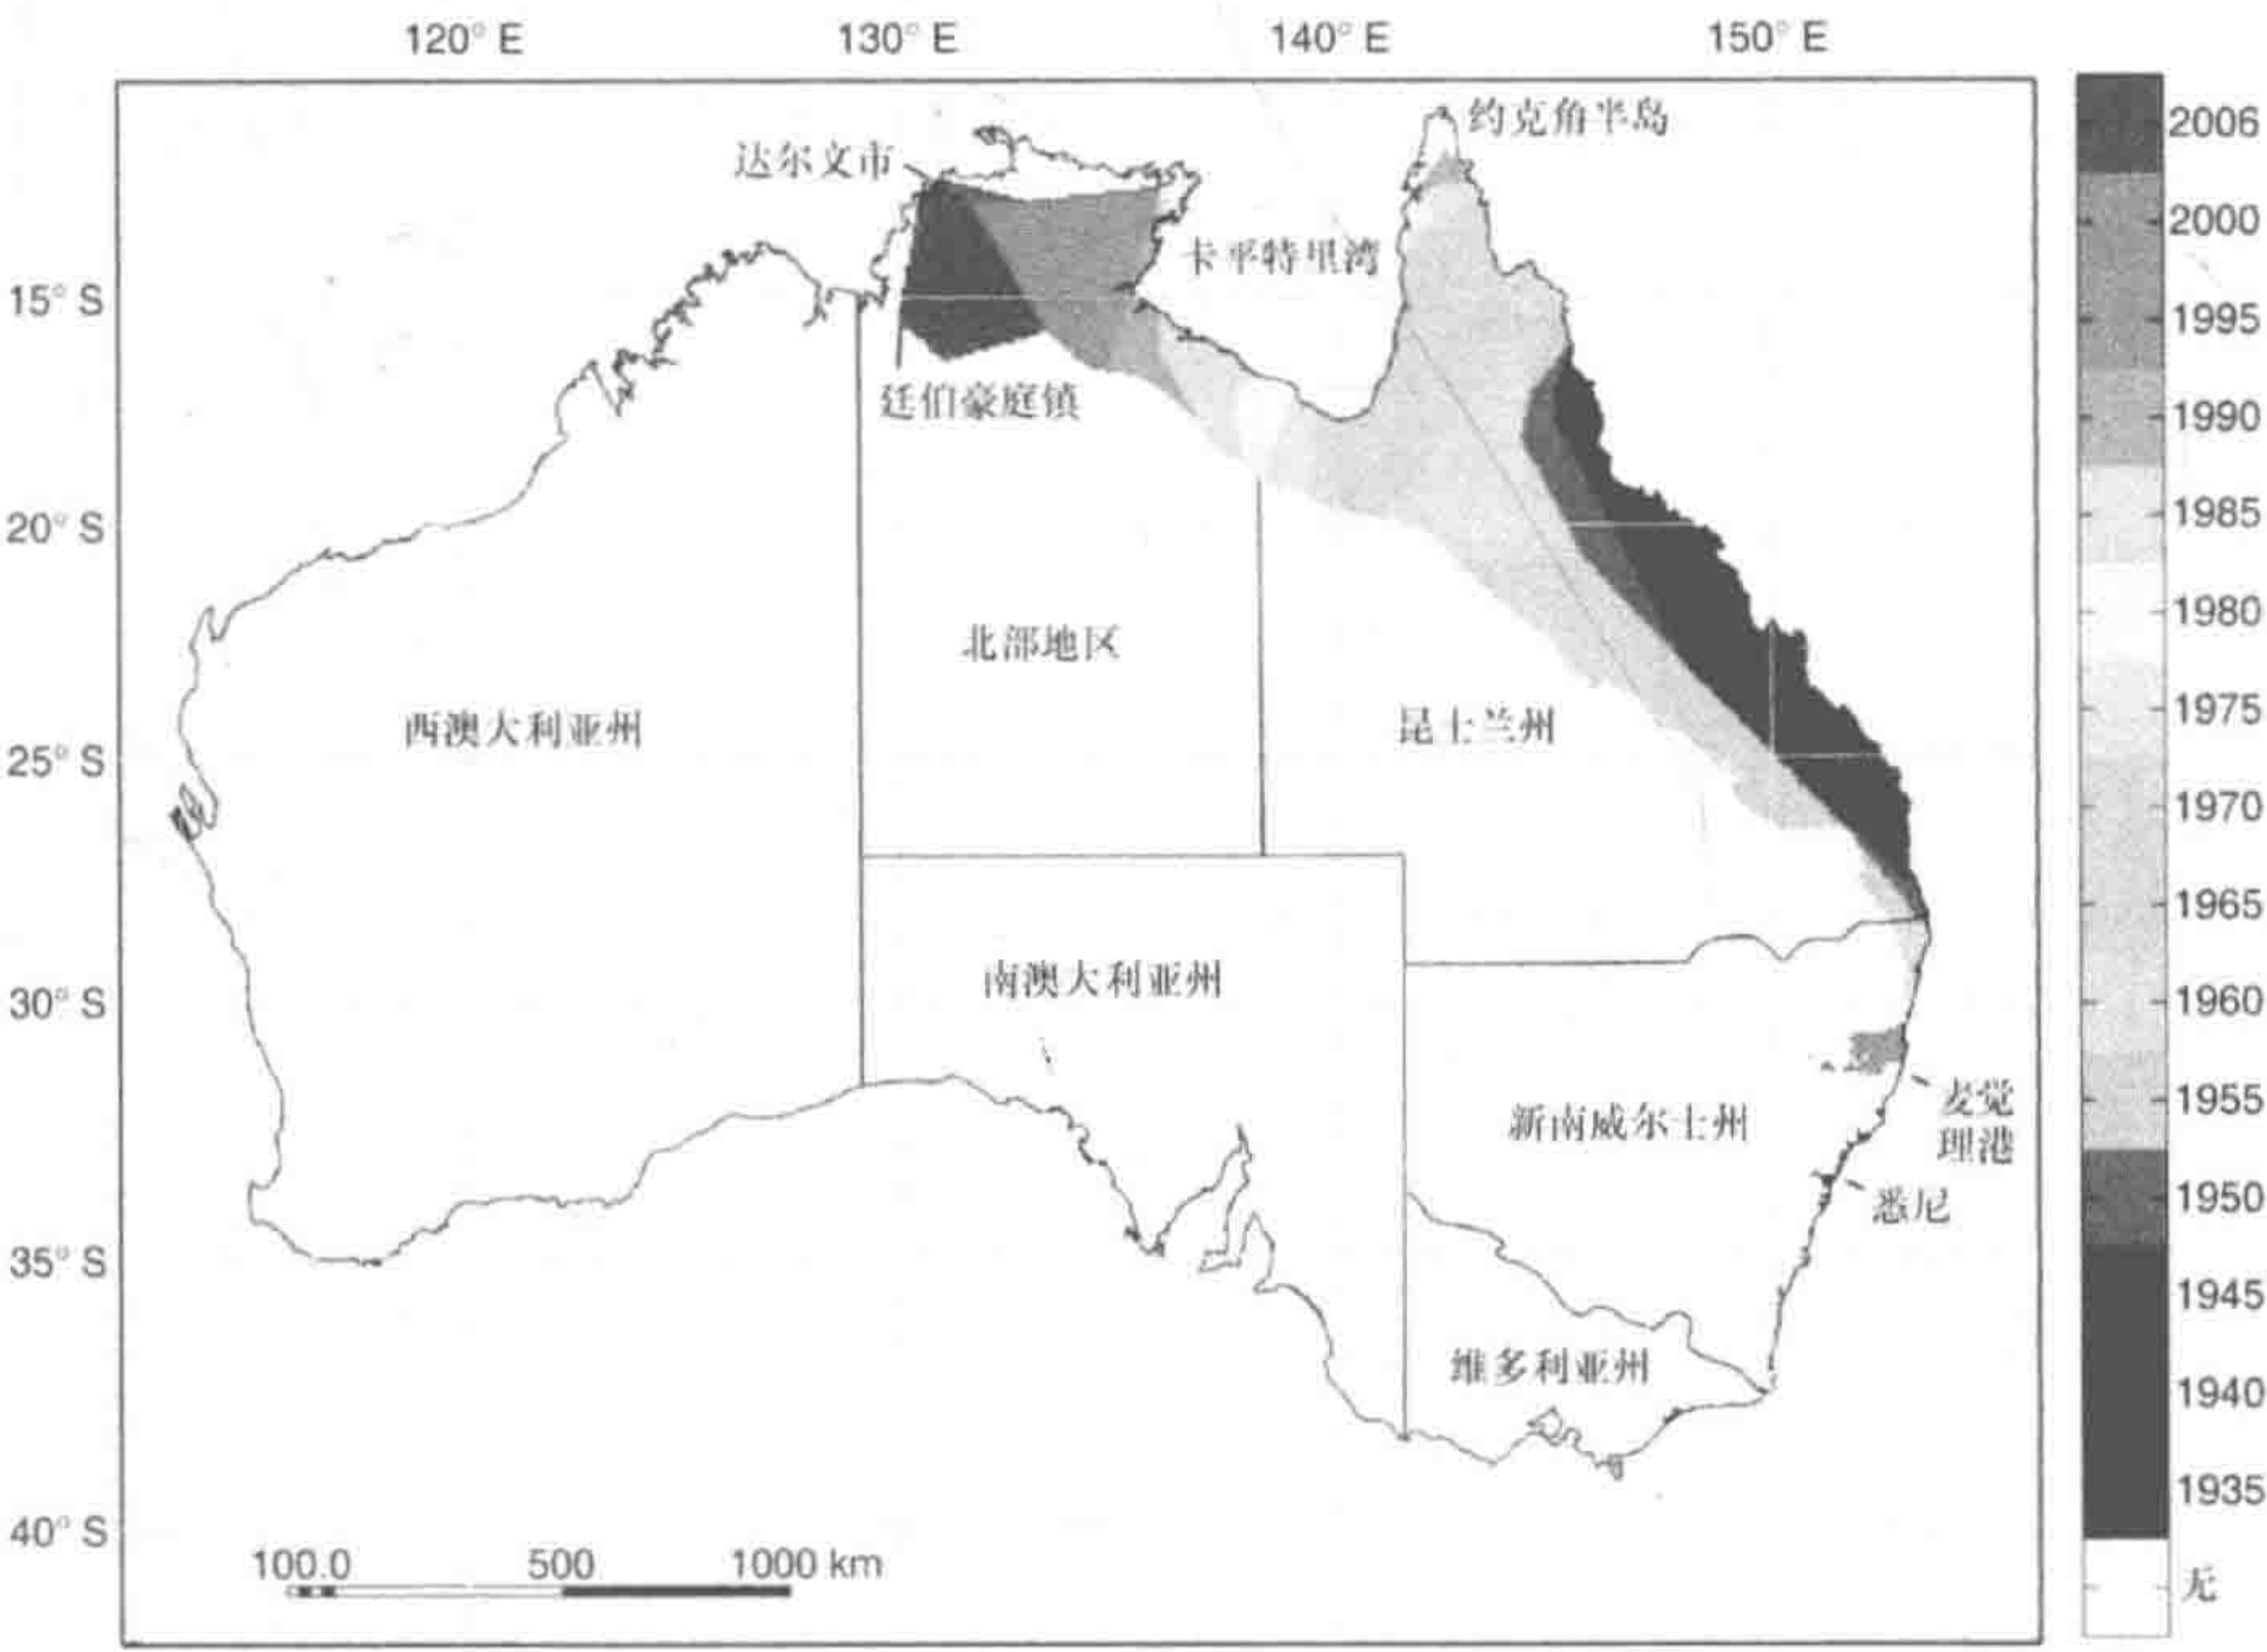 120° E 130° E 140° E 150° E
约克角半岛
达尔文市
卡平特里湾
15° S
廷伯豪庭镇
20° S
北部地区
西澳大利亚州
昆士兰州
25° S
南澳大利亚州
30° S
麦觉
理港
新南威尔士州
悉尼
35° S
维多利亚州
40° S
100.0 500 1000 km
2006
2000
1995
1990
1985
1980
1975
1970
1965
1960
1955
1950
1945
1940
1935
无